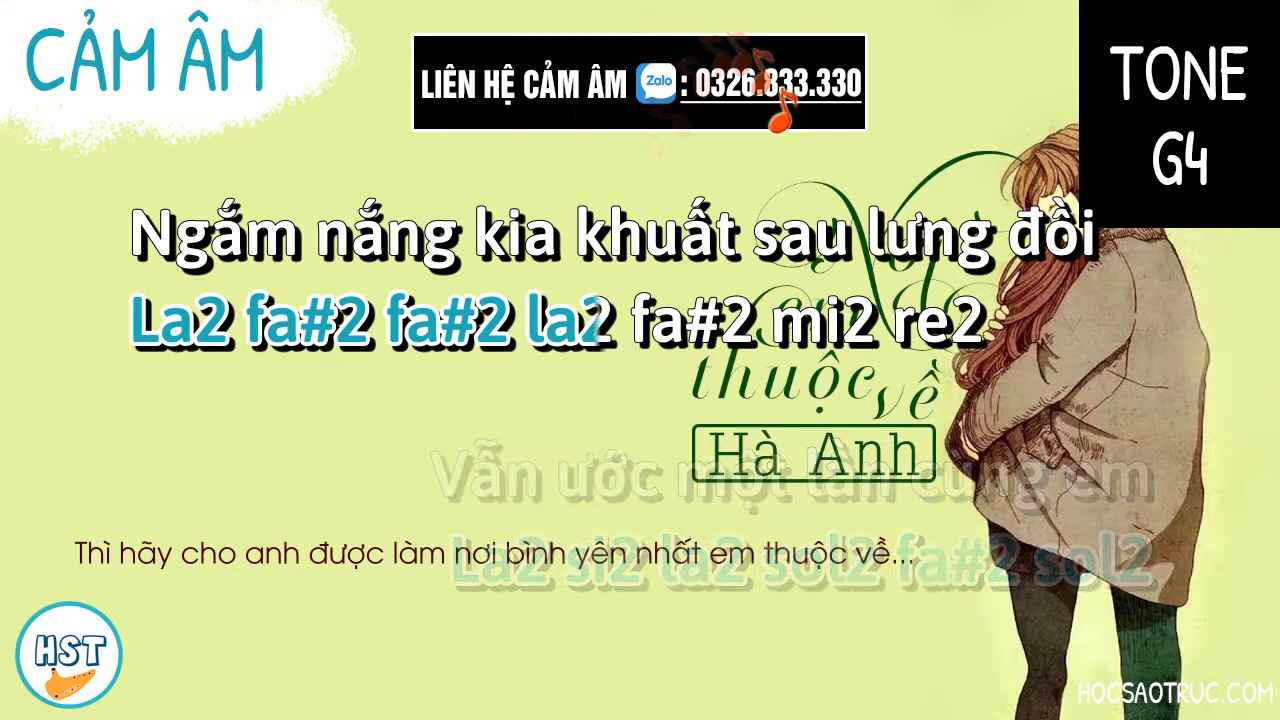 CẢM ÂM
LIÊN HỆ CẢM ÂM Zalo : 0326.833.330
TONE
G4
Ngắm nắng kia khuất sau lưng đồi
La2 fa#2 fa#2 la2 fa#2 mi2 re2
Nơi
em
thuộc về
Hà Anh
Vẫn ước một lần cùng em
La2 si2 la2 sol2 fa#2 sol2
Thì hãy cho anh được làm nơi bình yên nhất em thuộc về...
HST
HOCSAOTRUC.COM